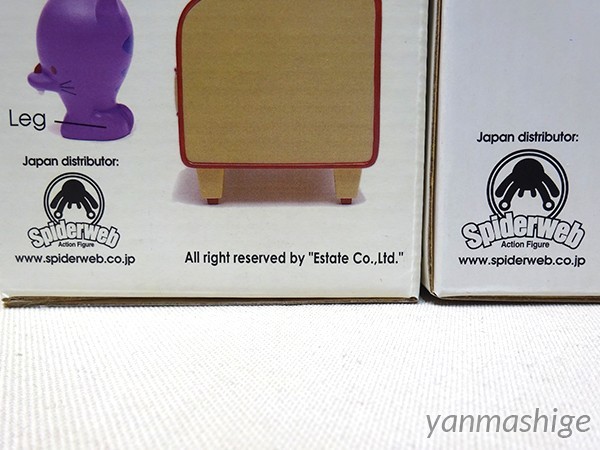 Leg
Japan distributor:
Spiderweb
Action Figure
www.spiderweb.co.jp
All right reserved by "Estate Co.,Ltd."
Japan distributor:
Spiderweb
Action Figure
www.spiderweb.co.jp
yanmashige